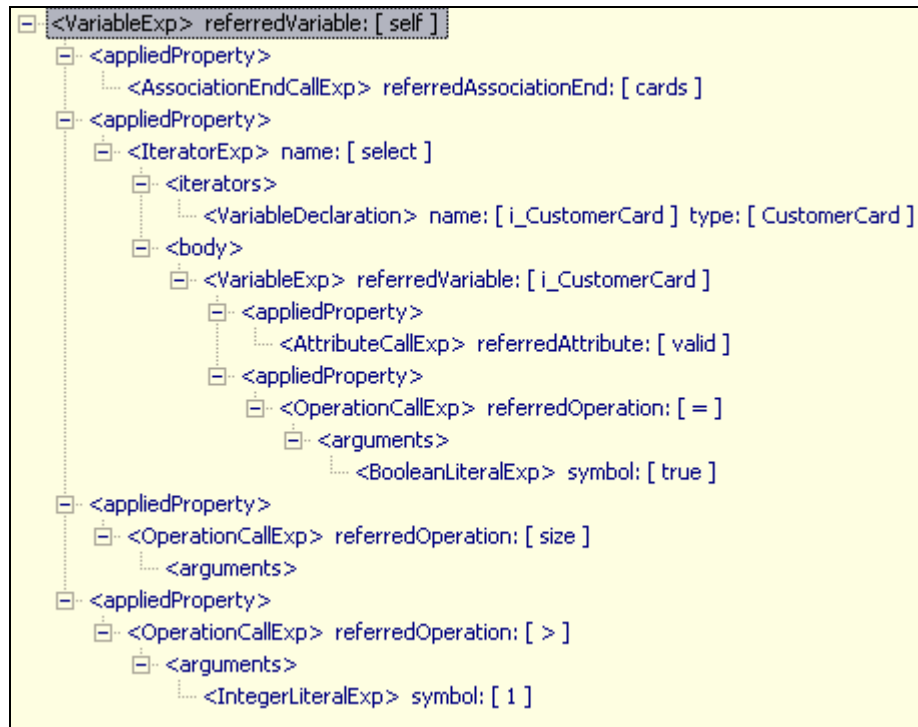 <VariableExp> referredVariable: [ self ]
<appliedProperty>
<AssociationEndCallExp> referredAssociationEnd: [ cards ]
<appliedProperty>
<IteratorExp> name: [ select ]
<iterators>
<VariableDeclaration> name: [ i_CustomerCard ] type: [ CustomerCard ]
<body>
<VariableExp> referredVariable: [ i_CustomerCard ]
<appliedProperty>
<AttributeCallExp> referredAttribute: [ valid ]
<appliedProperty>
<OperationCallExp> referredOperation: [ = ]
<arguments>
<BooleanLiteralExp> symbol: [ true ]
<appliedProperty>
<OperationCallExp> referredOperation: [ size ]
<arguments>
<appliedProperty>
<OperationCallExp> referredOperation: [ > ]
<arguments>
<IntegerLiteralExp> symbol: [ 1 ]